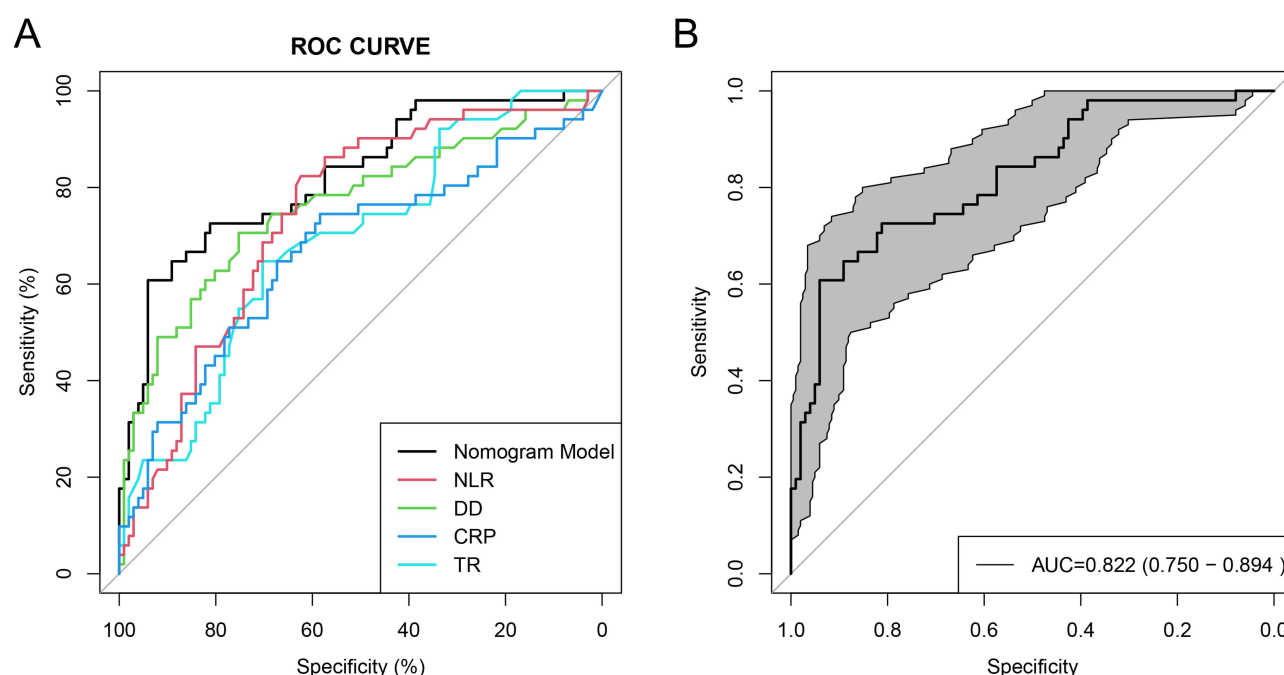 A
ROC CURVE
Sensitivity (%)
100
80
60
40
20
0
Nomogram Model
NLR
DD
CRP
TR
100
80
60
40
20
0
Specificity (%)
B
Sensitivity
1.0
0.8
0.6
0.4
0.2
0.0
AUC=0.822 (0.750 − 0.894 )
1.0
0.8
0.6
0.4
0.2
0.0
Specificity